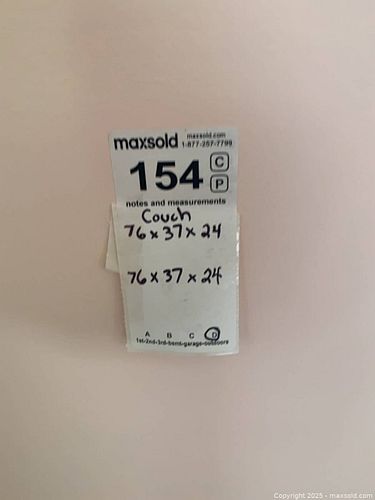 maxsold maxsold.com
1-877-257-7799
154 C
P
notes and measurements
Couch
76 x 37 x 24
76 x 37 x 24
A B C D
1st-2nd-3rd-bsmt-garage-outdoors
Copyright 2025 - maxsold.com